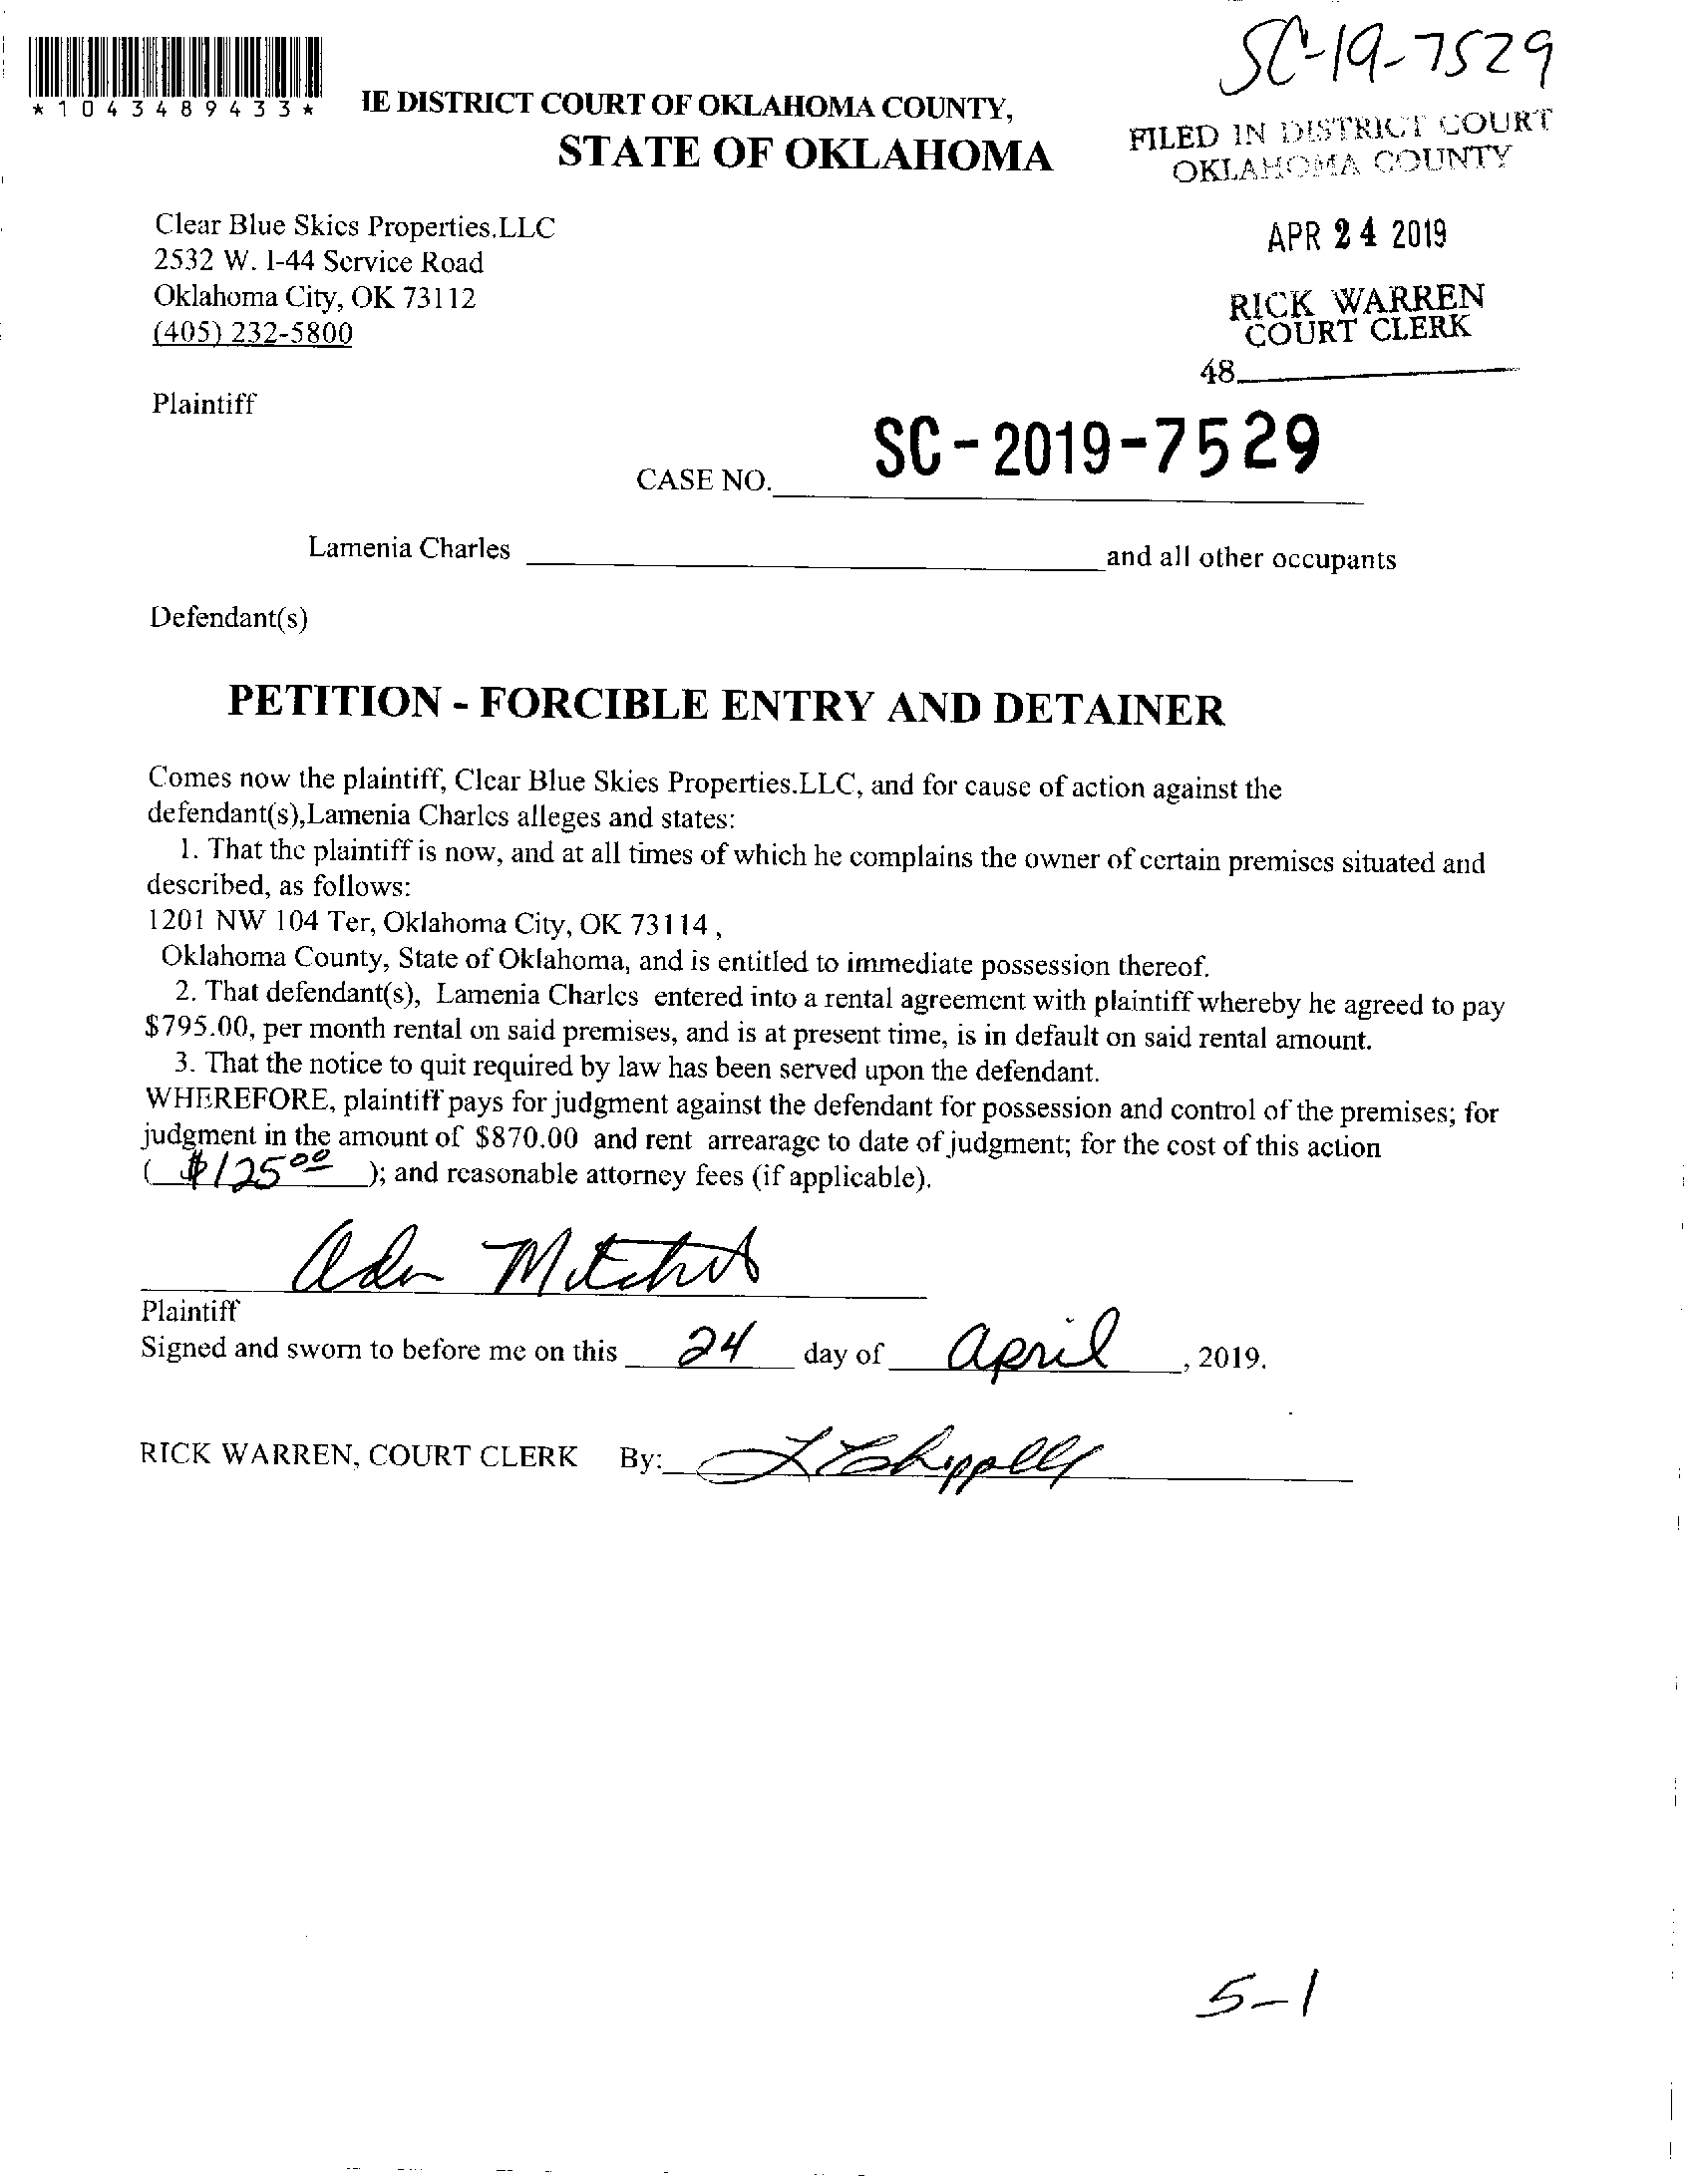 SC-19-7529
*1043489433*
IE DISTRICT COURT OF OKLAHOMA COUNTY,
STATE OF OKLAHOMA
FILED IN DISTRICT COURT
OKLAHOMA COUNTY
Clear Blue Skies Properties.LLC
2532 W. I-44 Service Road
Oklahoma City, OK 73112
(405) 232-5800
APR 24 2019
RICK WARREN
COURT CLERK
48
Plaintiff
CASE NO. SC-2019-7529
Lamenia Charles and all other occupants
Defendant(s)
PETITION - FORCIBLE ENTRY AND DETAINER
Comes now the plaintiff, Clear Blue Skies Properties.LLC, and for cause of action against the
defendant(s),Lamenia Charles alleges and states:
1. That the plaintiff is now, and at all times of which he complains the owner of certain premises situated and
described, as follows:
1201 NW 104 Ter, Oklahoma City, OK 73114 ,
Oklahoma County, State of Oklahoma, and is entitled to immediate possession thereof.
2. That defendant(s), Lamenia Charles entered into a rental agreement with plaintiff whereby he agreed to pay
$795.00, per month rental on said premises, and is at present time, is in default on said rental amount.
3. That the notice to quit required by law has been served upon the defendant.
WHEREFORE, plaintiff pays for judgment against the defendant for possession and control of the premises; for
judgment in the amount of $870.00 and rent arrearage to date of judgment; for the cost of this action
( $125 00 ); and reasonable attorney fees (if applicable).
Plaintiff
Signed and sworn to before me on this 24 day of April , 2019.
RICK WARREN, COURT CLERK By:
5-1